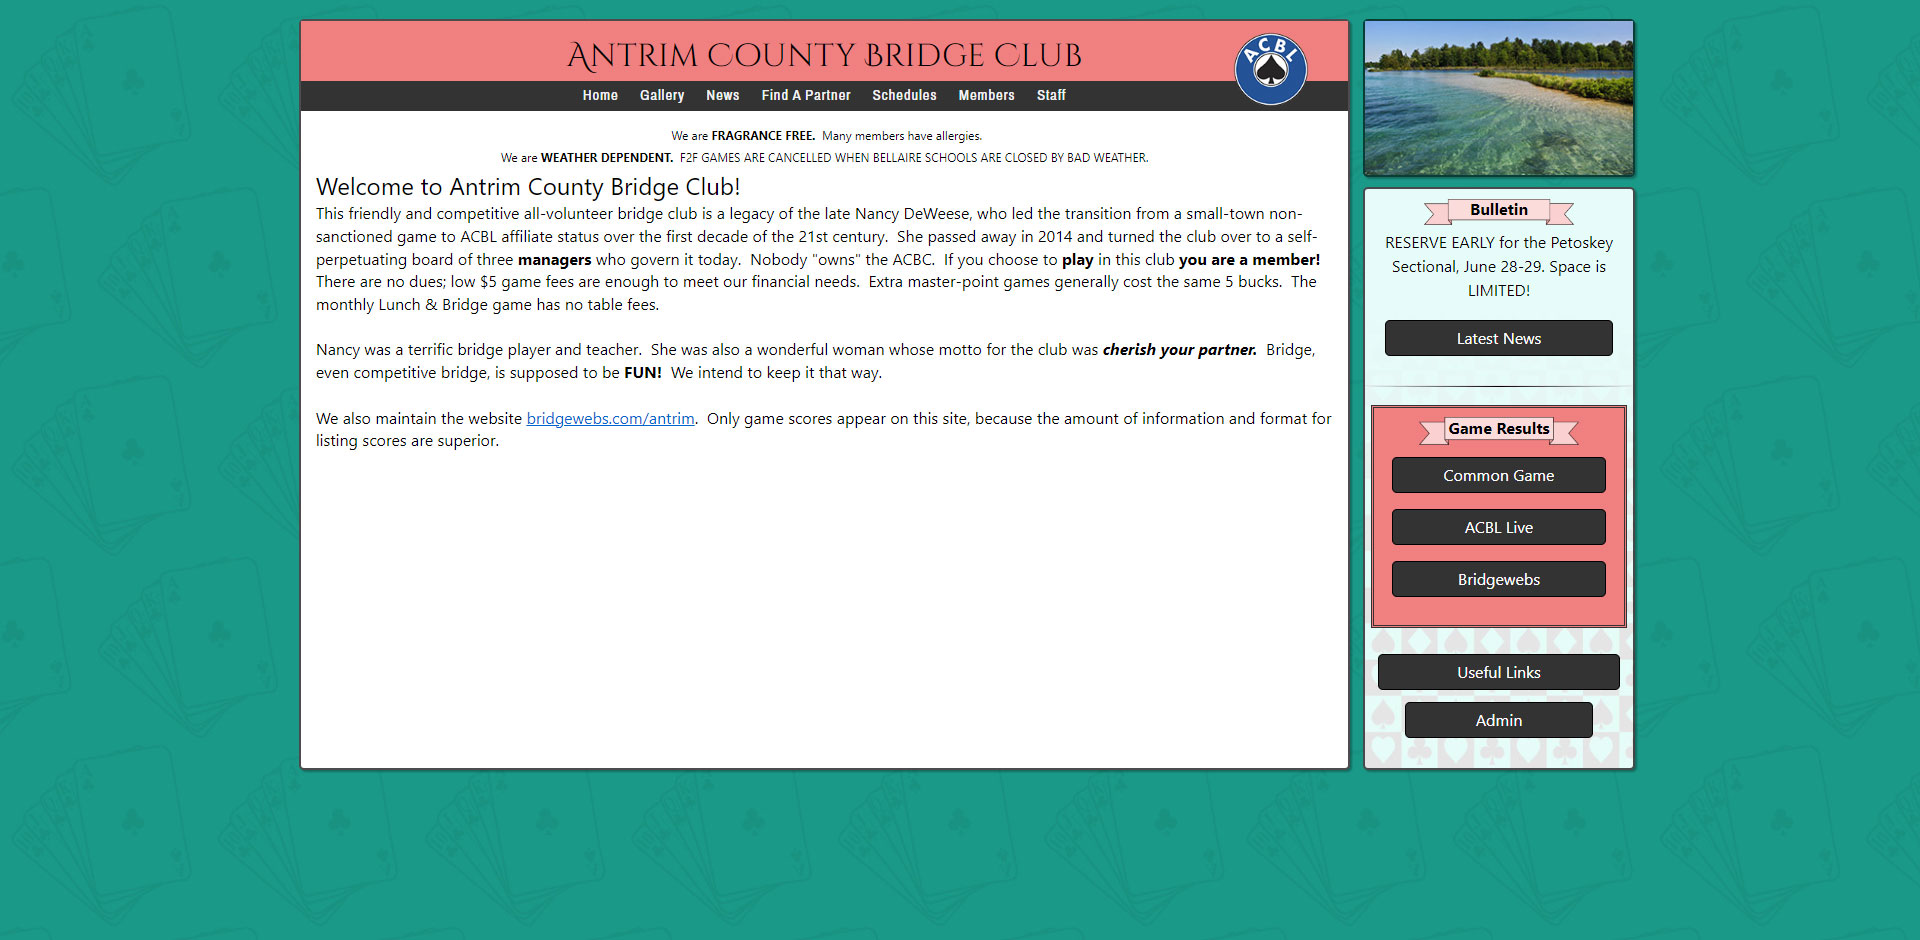 Antrim County Bridge Club
ACBL
Home Gallery News Find A Partner Schedules Members Staff
We are FRAGRANCE FREE.  Many members have allergies.
We are WEATHER DEPENDENT.  F2F GAMES ARE CANCELLED WHEN BELLAIRE SCHOOLS ARE CLOSED BY BAD WEATHER.
Welcome to Antrim County Bridge Club!
This friendly and competitive all-volunteer bridge club is a legacy of the late Nancy DeWeese, who led the transition from a small-town non-
sanctioned game to ACBL affiliate status over the first decade of the 21st century.  She passed away in 2014 and turned the club over to a self-
perpetuating board of three managers who govern it today.  Nobody "owns" the ACBC.  If you choose to play in this club you are a member!
There are no dues; low $5 game fees are enough to meet our financial needs.  Extra master-point games generally cost the same 5 bucks.  The
monthly Lunch & Bridge game has no table fees.
Nancy was a terrific bridge player and teacher.  She was also a wonderful woman whose motto for the club was cherish your partner.  Bridge,
even competitive bridge, is supposed to be FUN!  We intend to keep it that way.
We also maintain the website bridgewebs.com/antrim.  Only game scores appear on this site, because the amount of information and format for
listing scores are superior.
Bulletin
RESERVE EARLY for the Petoskey
Sectional, June 28-29. Space is
LIMITED!
Latest News
Game Results
Common Game
ACBL Live
Bridgewebs
Useful Links
Admin